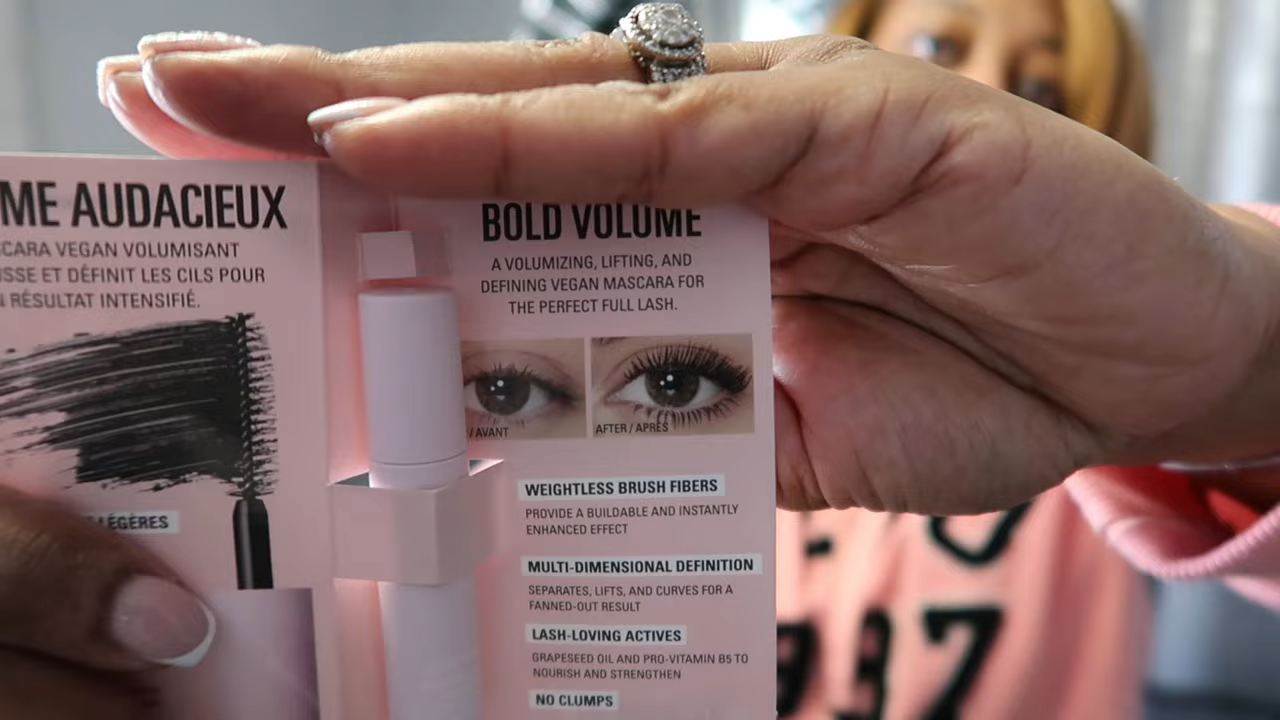 ME AUDACIEUX
CARA VEGAN VOLUMISANT
SSE ET DÉFINIT LES CILS POUR
RÉSULTAT INTENSIFIÉ.
LÉGÈRES
BOLD VOLUME
A VOLUMIZING, LIFTING, AND
DEFINING VEGAN MASCARA FOR
THE PERFECT FULL LASH.
/ AVANT
AFTER / APRÈS
WEIGHTLESS BRUSH FIBERS
PROVIDE A BUILDABLE AND INSTANTLY
ENHANCED EFFECT
MULTI-DIMENSIONAL DEFINITION
SEPARATES, LIFTS, AND CURVES FOR A
FANNED-OUT RESULT
LASH-LOVING ACTIVES
GRAPESEED OIL AND PRO-VITAMIN B5 TO
NOURISH AND STRENGTHEN
NO CLUMPS
97